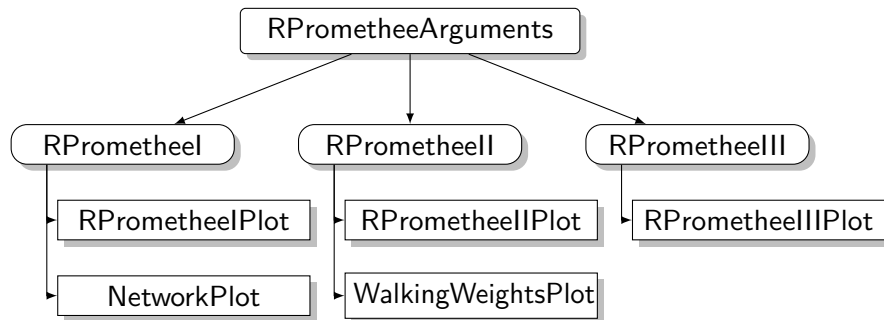 RPrometheeArguments
RPrometheeI
RPrometheeII
RPrometheeIII
RPrometheeIPlot
RPrometheeIIPlot
RPrometheeIIIPlot
NetworkPlot
WalkingWeightsPlot